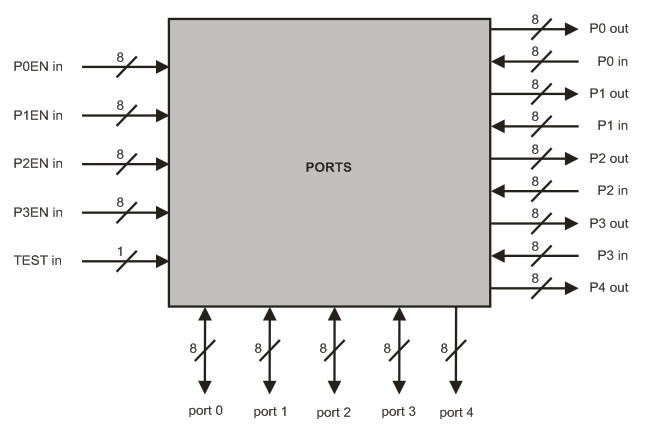 8 P0 out
8 P0 in
P0EN in 8
8 P1 out
P1EN in 8
8 P1 in
P2EN in 8
8 P2 out
PORTS
8 P2 in
P3EN in 8
8 P3 out
TEST in 1
8 P3 in
8 P4 out
8 8 8 8 8
port 0 port 1 port 2 port 3 port 4